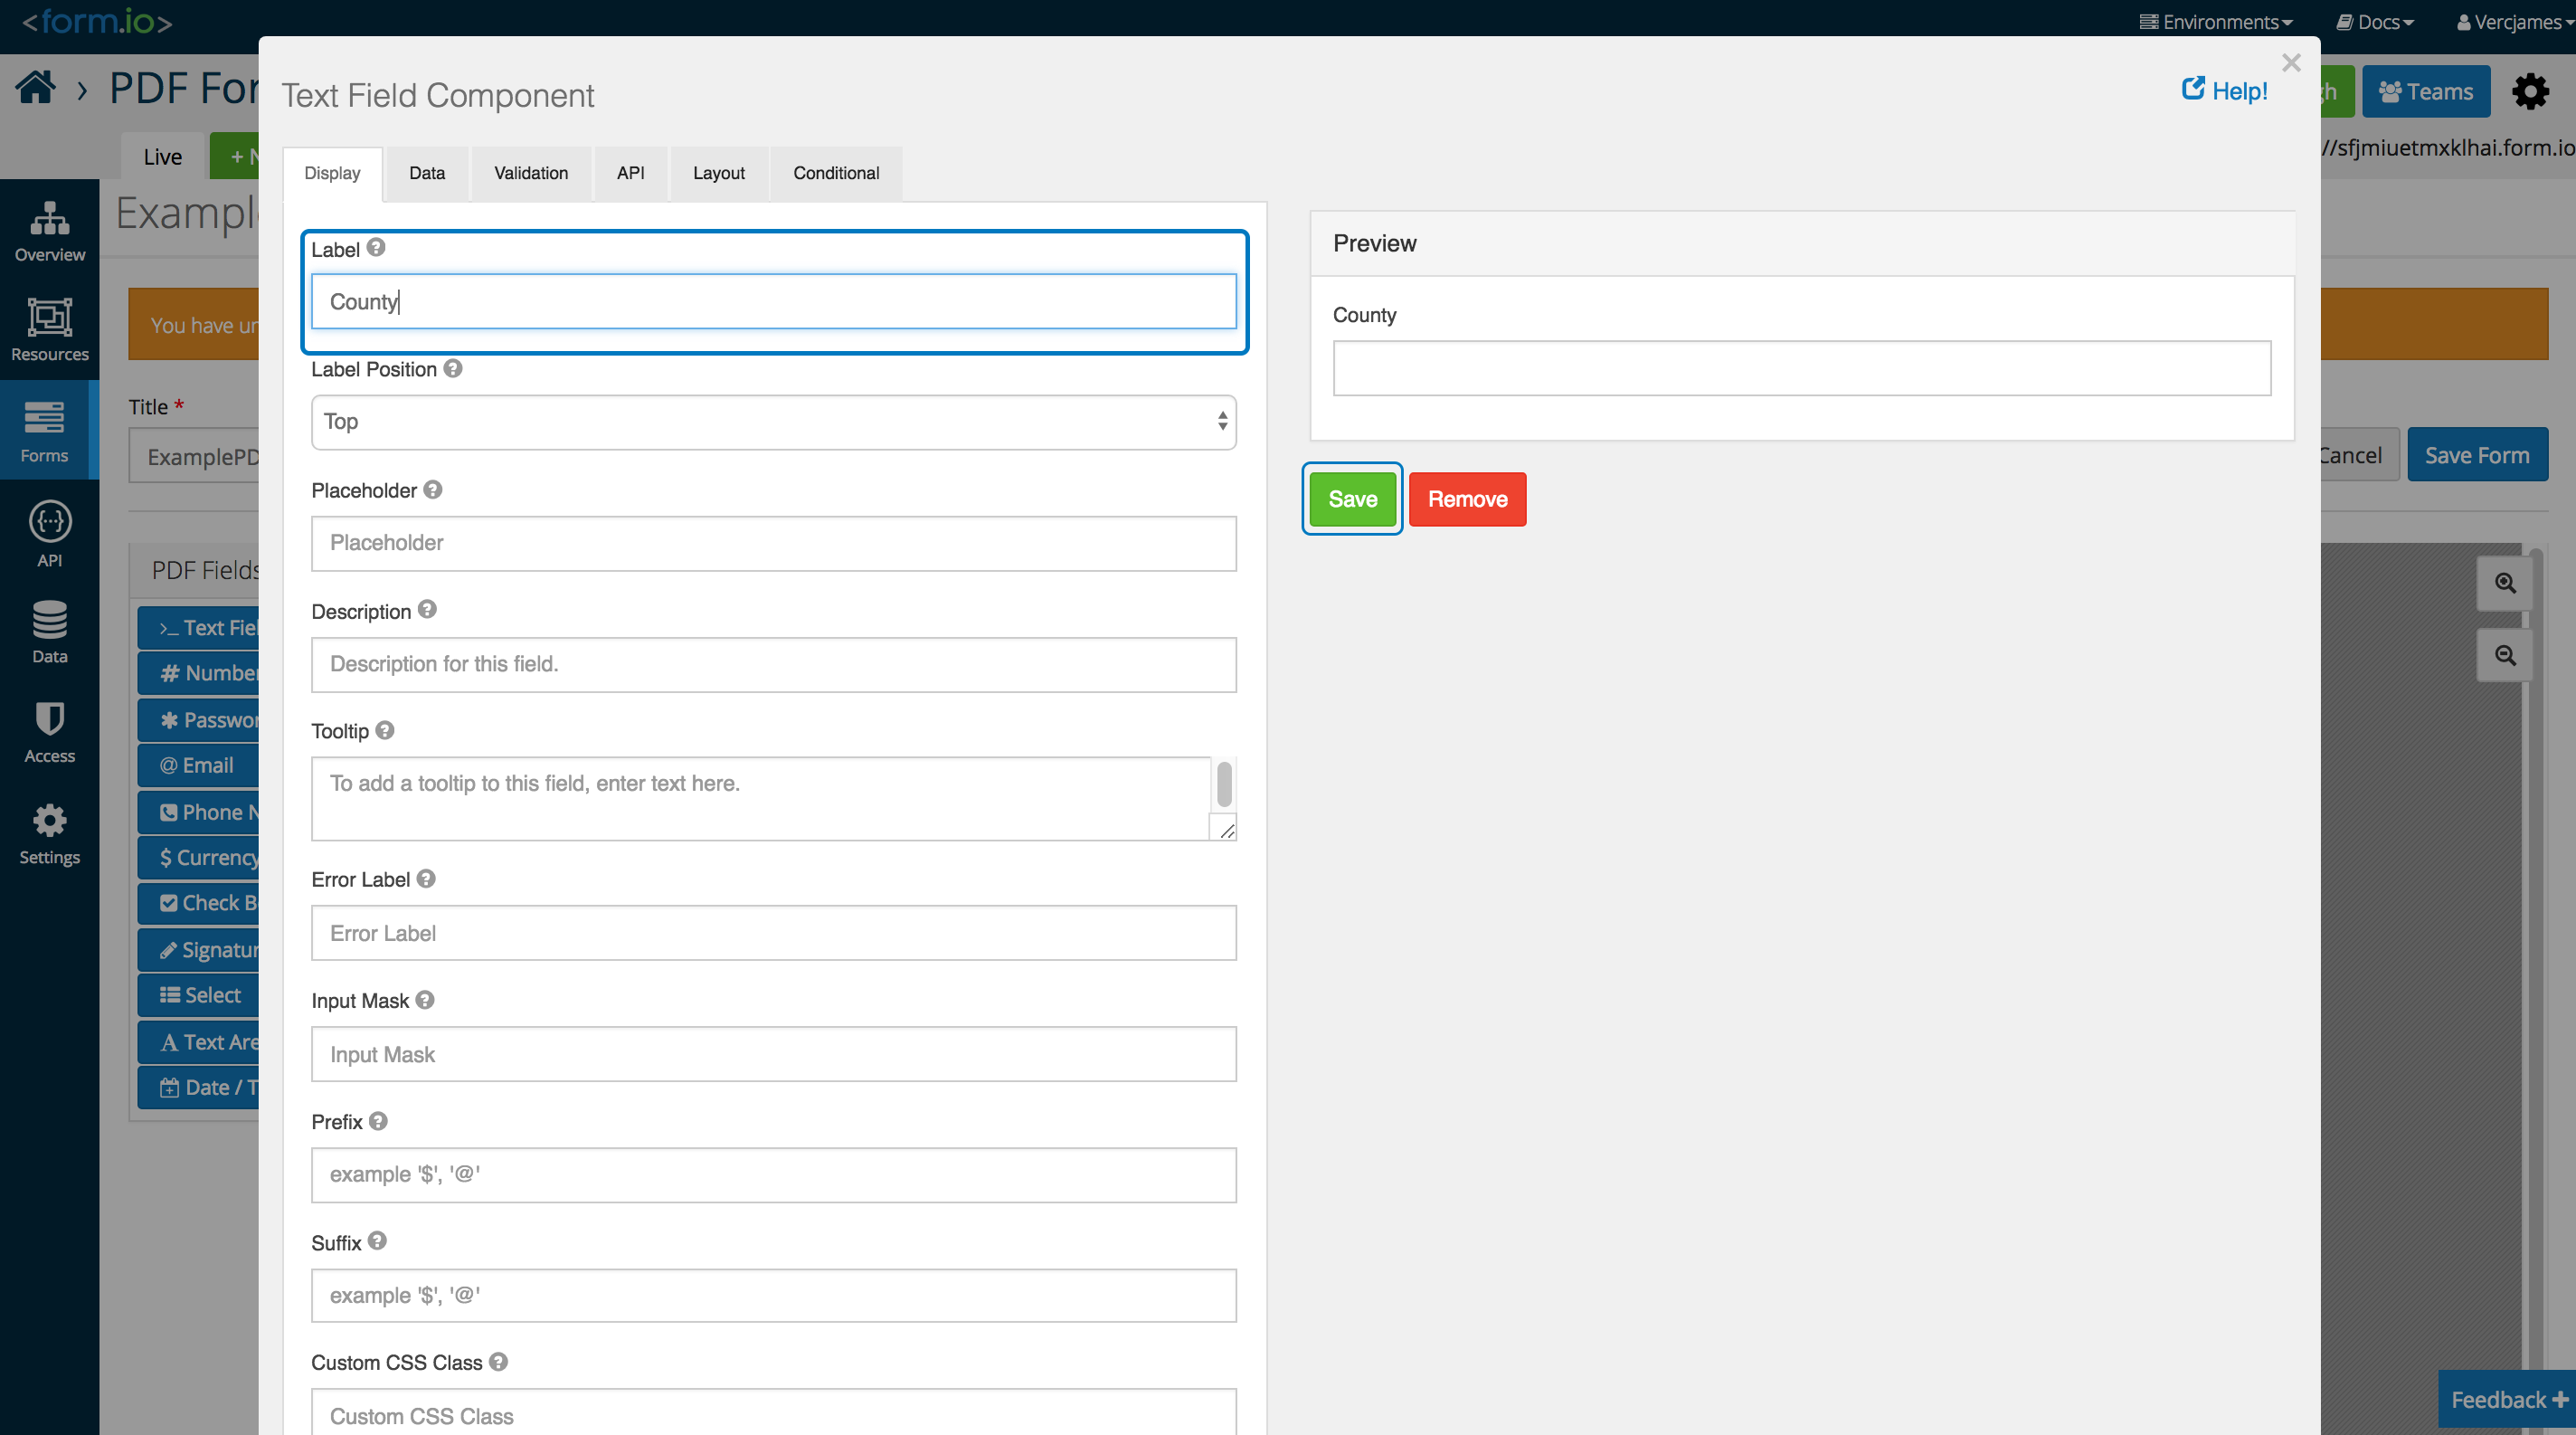 <form.io>
Environments
Docs
Vercjames
PDF For
Teams
Live
+ N
//sfjmiuetmxklhai.form.io
Text Field Component
Help!
×
Display
Data
Validation
API
Layout
Conditional
Overview
Resources
Forms
API
Data
Access
Settings
Exampl
You have un
Title *
ExamplePD
Cancel
Save Form
PDF Fields
>_ Text Fiel
# Number
Passwor
@ Email
Phone N
$ Currency
Check B
Signatur
Select
A Text Are
Date / T
Label
County
Label Position
Top
Placeholder
Placeholder
Description
Description for this field.
Tooltip
To add a tooltip to this field, enter text here.
Error Label
Error Label
Input Mask
Input Mask
Prefix
example '$', '@'
Suffix
example '$', '@'
Custom CSS Class
Custom CSS Class
Preview
County
Save
Remove
Feedback +